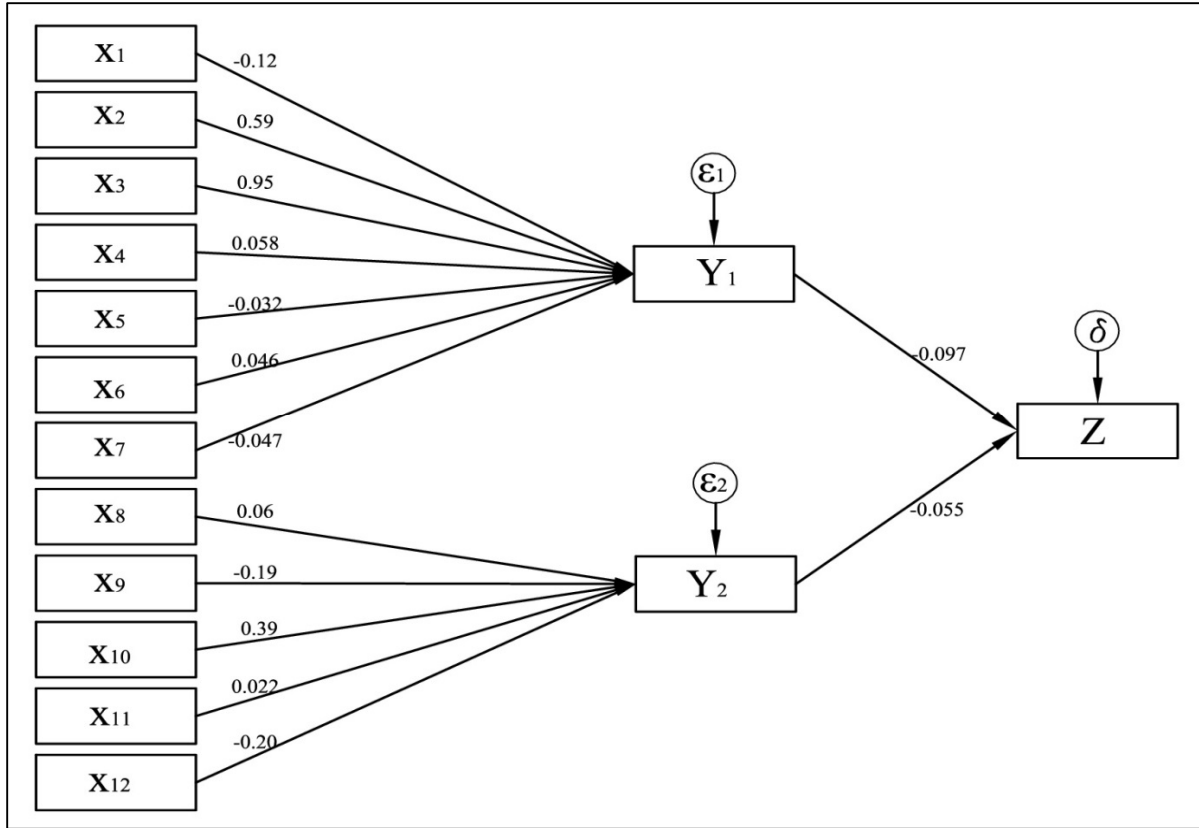 x1
-0.12
x2
0.59
x3
0.95
x4
0.058
x5
-0.032
x6
0.046
x7
-0.047
x8
0.06
x9
-0.19
x10
0.39
x11
0.022
x12
-0.20
ε1
Y1
-0.097
ε2
Y2
-0.055
δ
Z